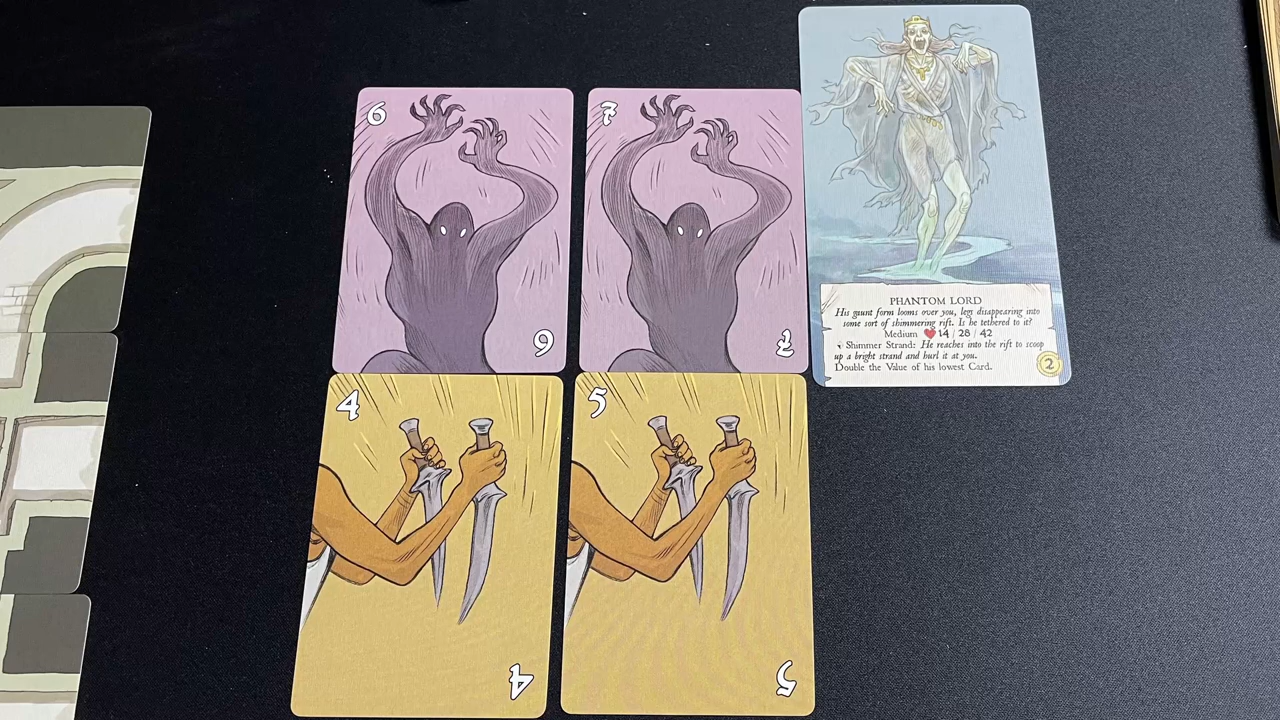 6
7
PHANTOM LORD
His gaunt form looms over you, legs disappearing into
some sort of shimmering rift. Is he tethered to it?
Medium 14 / 28 / 42
Shimmer Strand: He reaches into the rift to scoop
up a bright strand and hurl it at you.
Double the Value of his lowest Card.
2
6
7
4
5
4
5